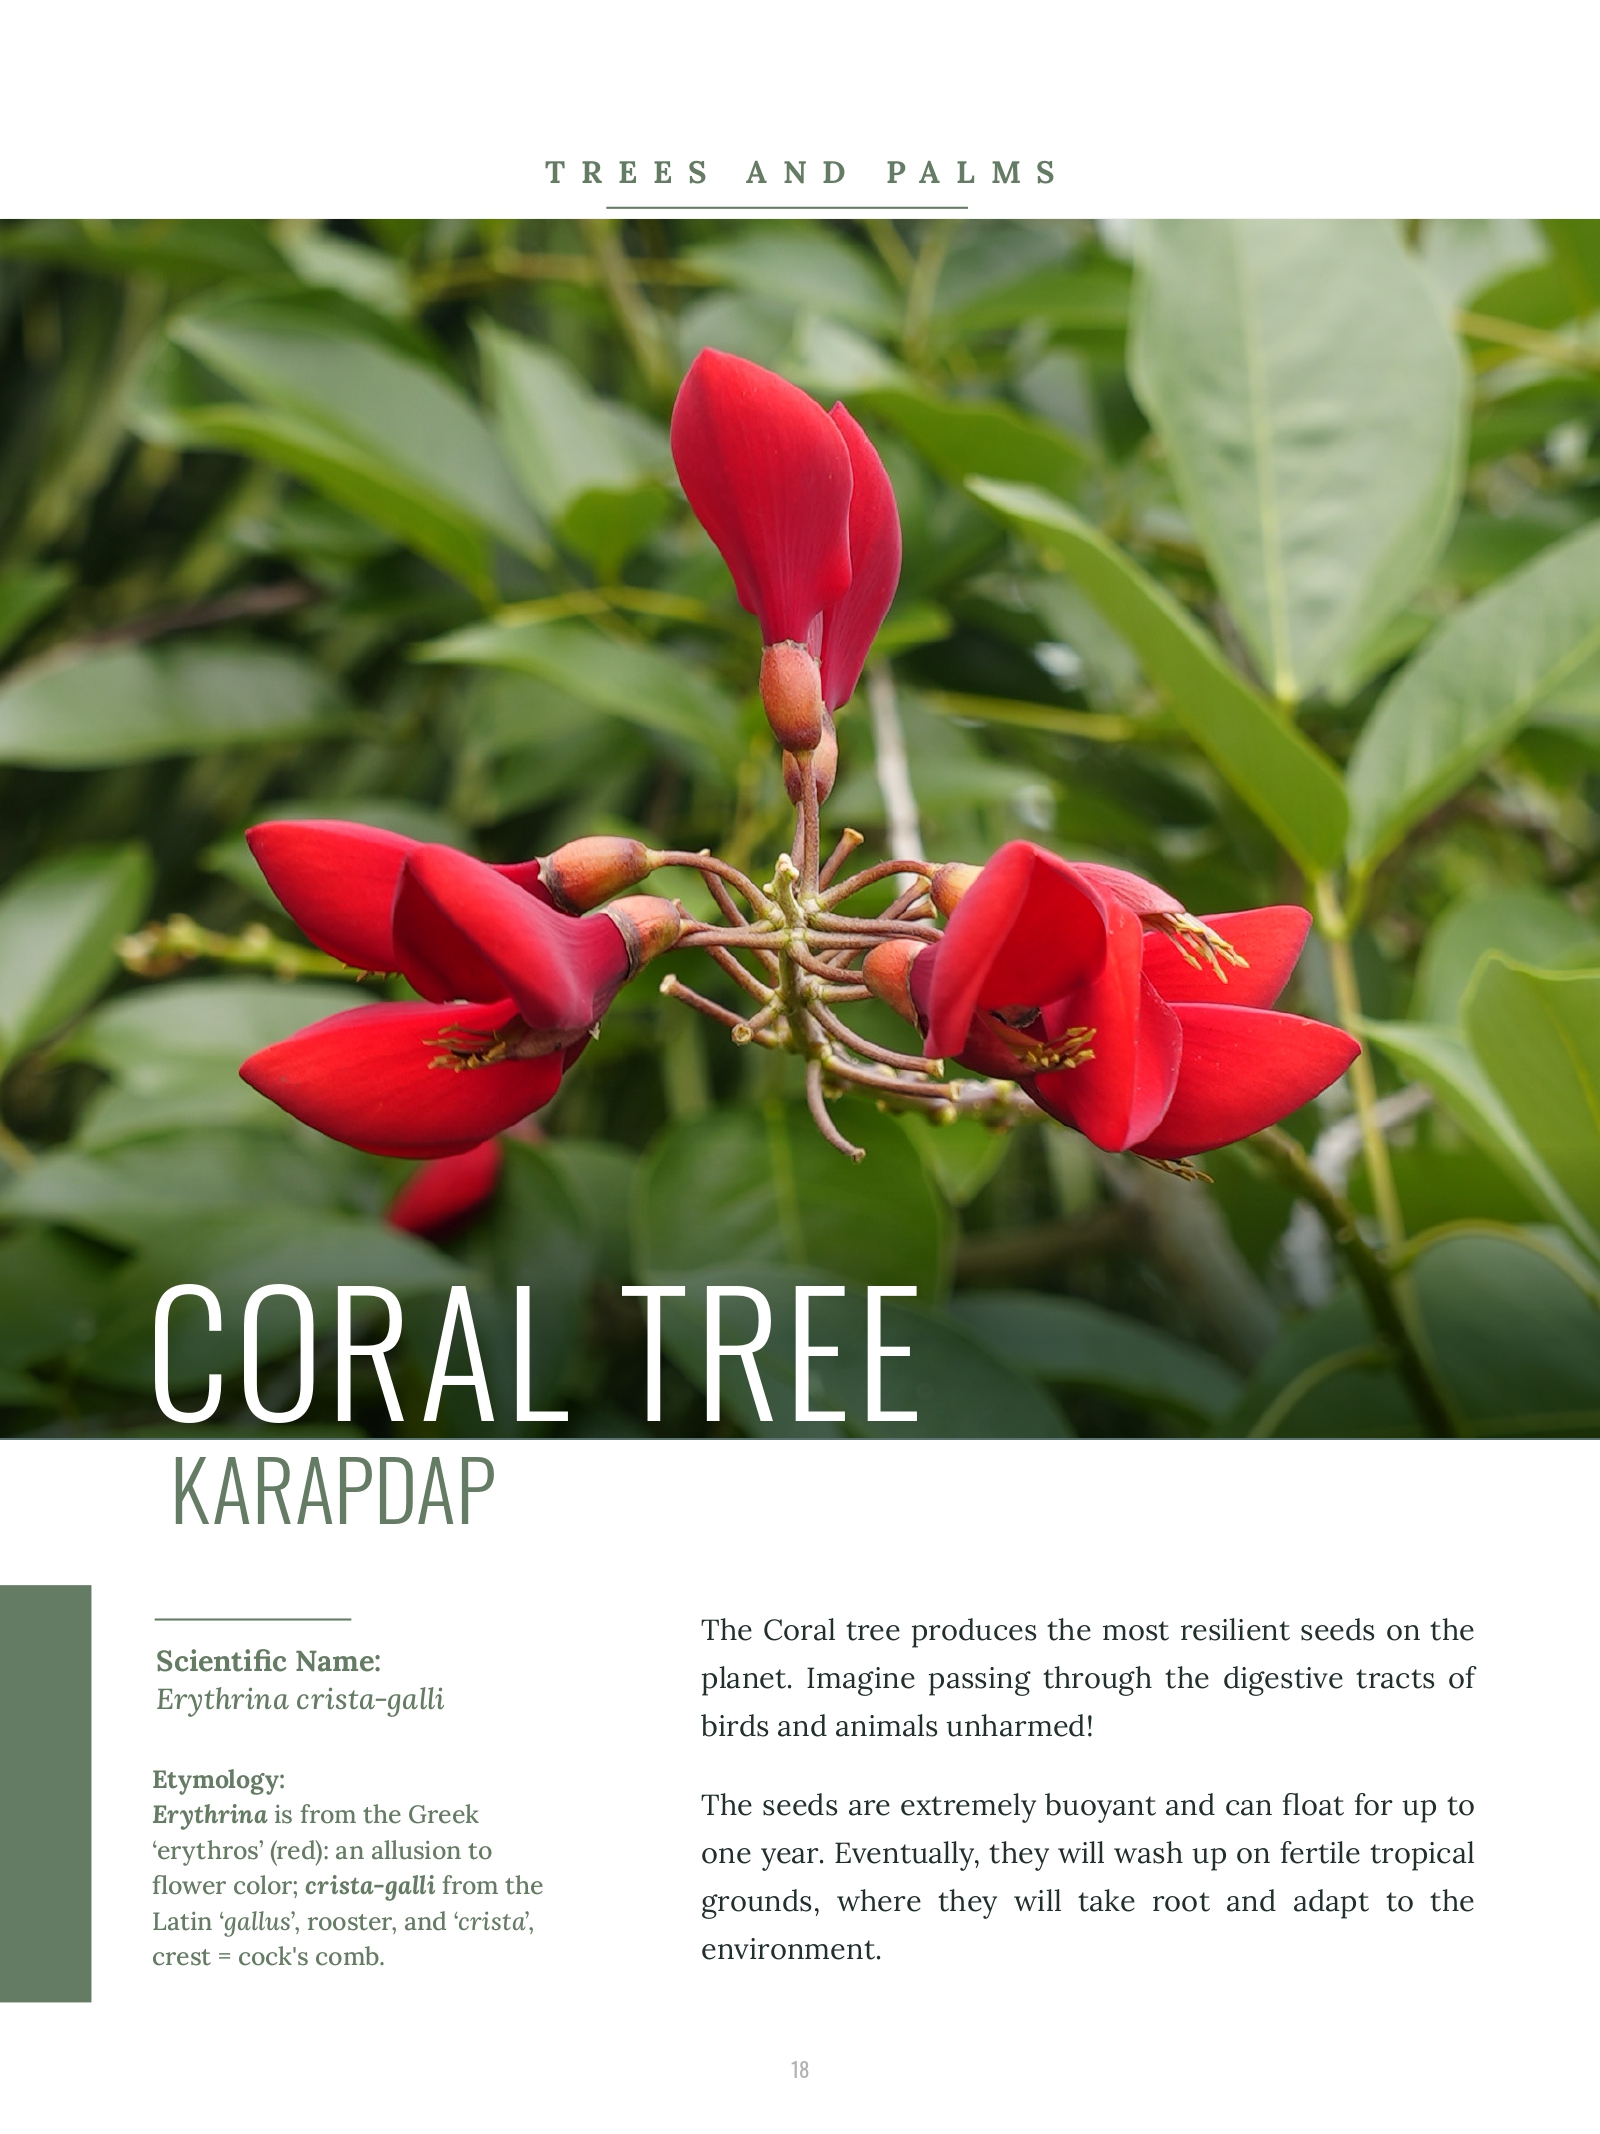 TREES AND PALMS
CORAL TREE
KARAPDAP
Scientific Name:
Erythrina crista-galli
Etymology:
Erythrina is from the Greek
‘erythros’ (red): an allusion to
flower color; crista-galli from the
Latin ‘gallus’, rooster, and ‘crista’,
crest = cock's comb.
The Coral tree produces the most resilient seeds on the
planet. Imagine passing through the digestive tracts of
birds and animals unharmed!
The seeds are extremely buoyant and can float for up to
one year. Eventually, they will wash up on fertile tropical
grounds, where they will take root and adapt to the
environment.
18